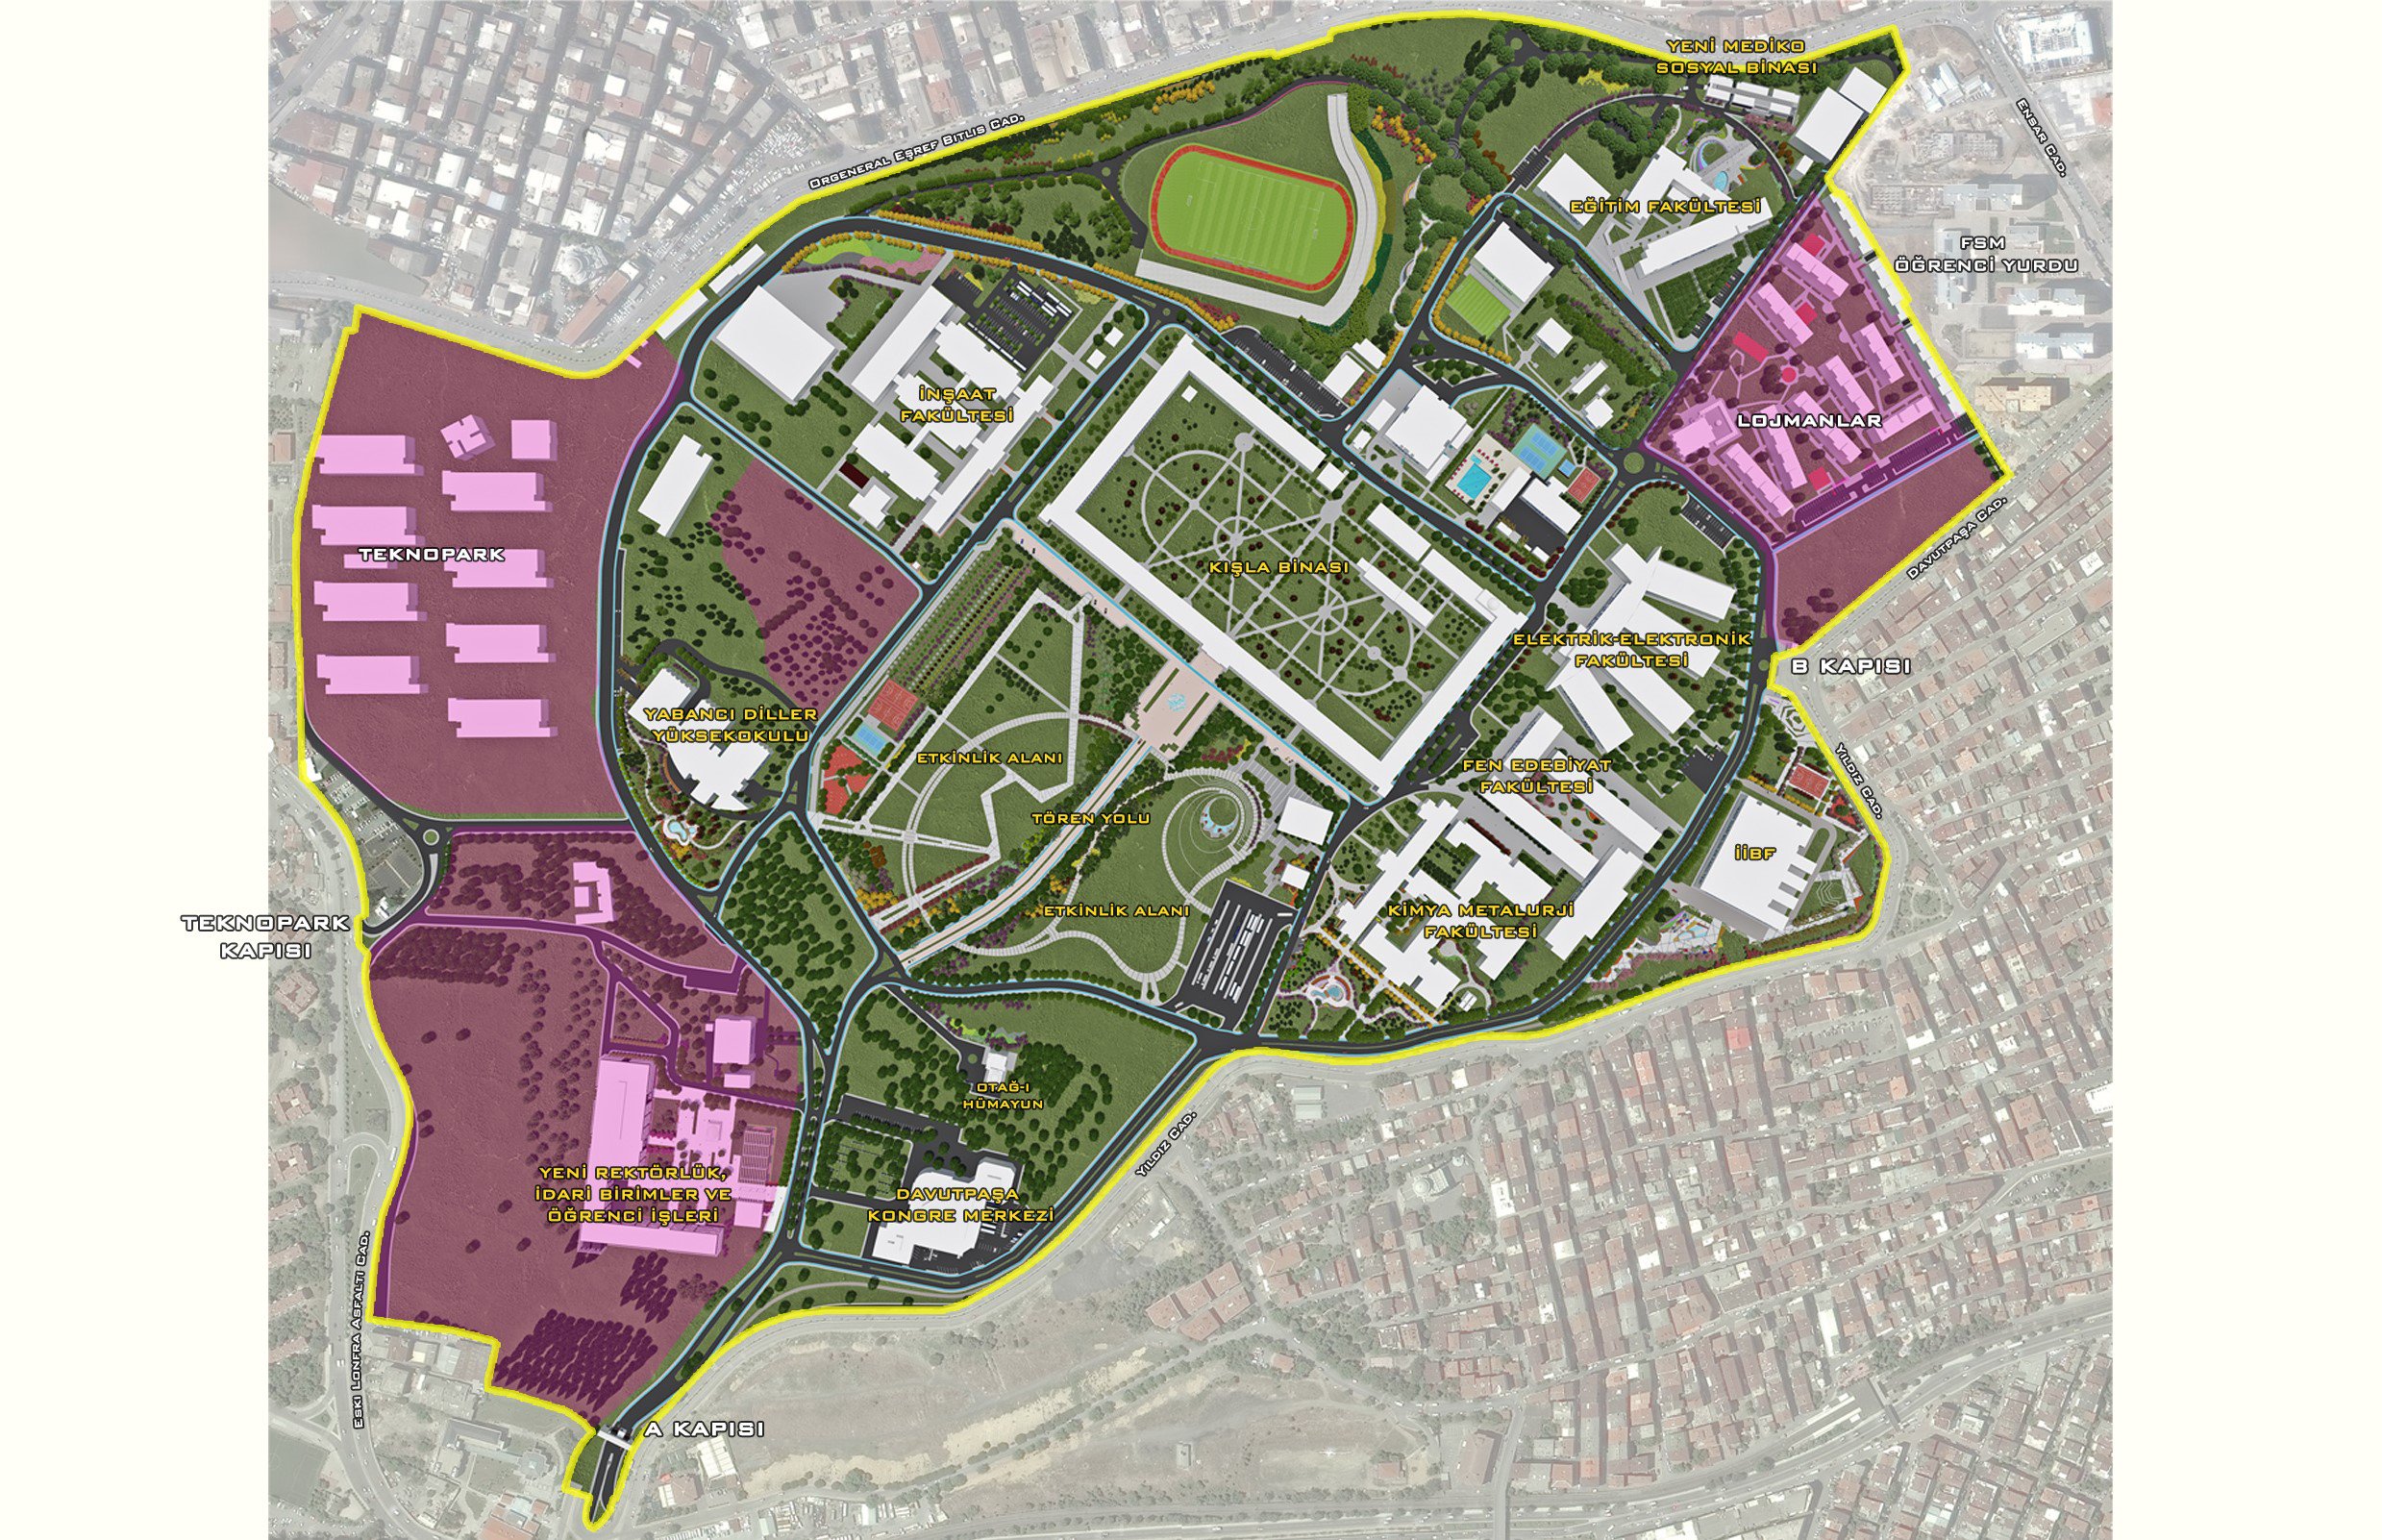 YENİ MEDİKO
SOSYAL BİNASI
ENSAR CAD.
ORGENERAL EŞREF BİTLİS CAD.
EĞİTİM FAKÜLTESİ
FSM
ÖĞRENCİ YURDU
İNŞAAT
FAKÜLTESİ
LOJMANLAR
TEKNOPARK
KIŞLA BİNASI
DAVUTPAŞA CAD.
ELEKTRİK-ELEKTRONİK
FAKÜLTESİ
B KAPISI
YABANCI DİLLER
YÜKSEKOKULU
ETKİNLİK ALANI
FEN EDEBİYAT
FAKÜLTESİ
YILDIZ CAD.
TÖREN YOLU
İİBF
TEKNOPARK
KAPISI
ETKİNLİK ALANI
KİMYA METALURJİ
FAKÜLTESİ
OTAĞ-I
HÜMAYUN
YILDIZ CAD.
YENİ REKTÖRLÜK,
İDARİ BİRİMLER VE
ÖĞRENCİ İŞLERİ
DAVUTPAŞA
KONGRE MERKEZİ
ESKİ LONFRA ASFALTI CAD.
A KAPISI